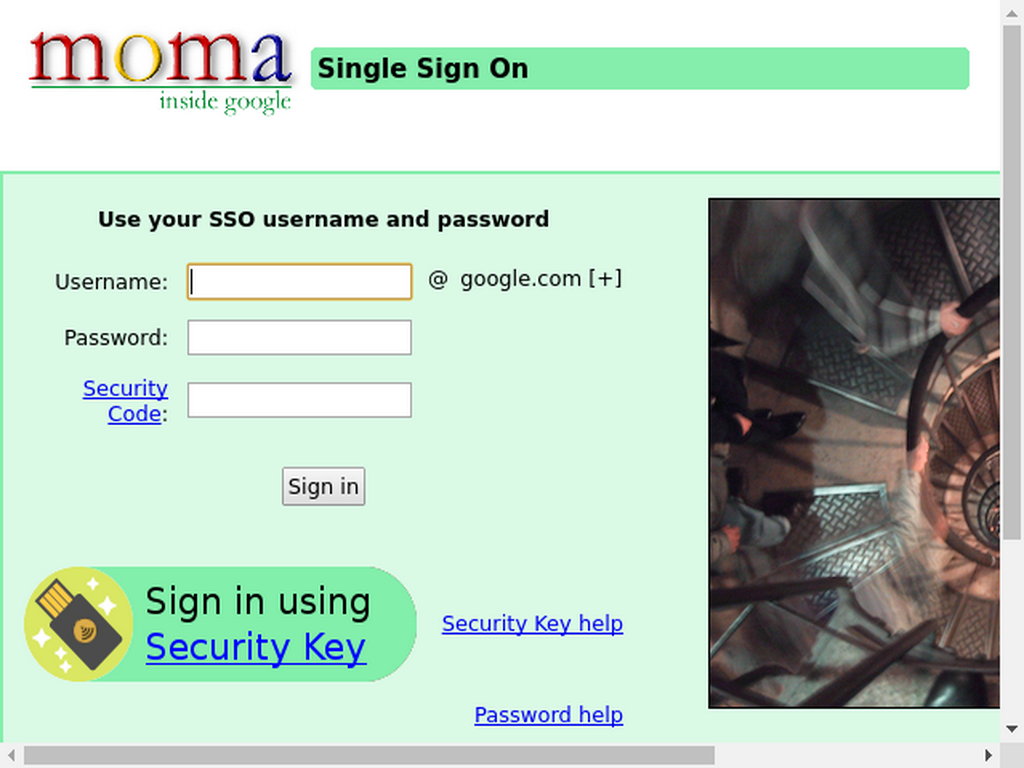 moma
inside google
Single Sign On
Use your SSO username and password
Username:
@ google.com [+]
Password:
Security
Code:
Sign in
Sign in using
Security Key
Security Key help
Password help